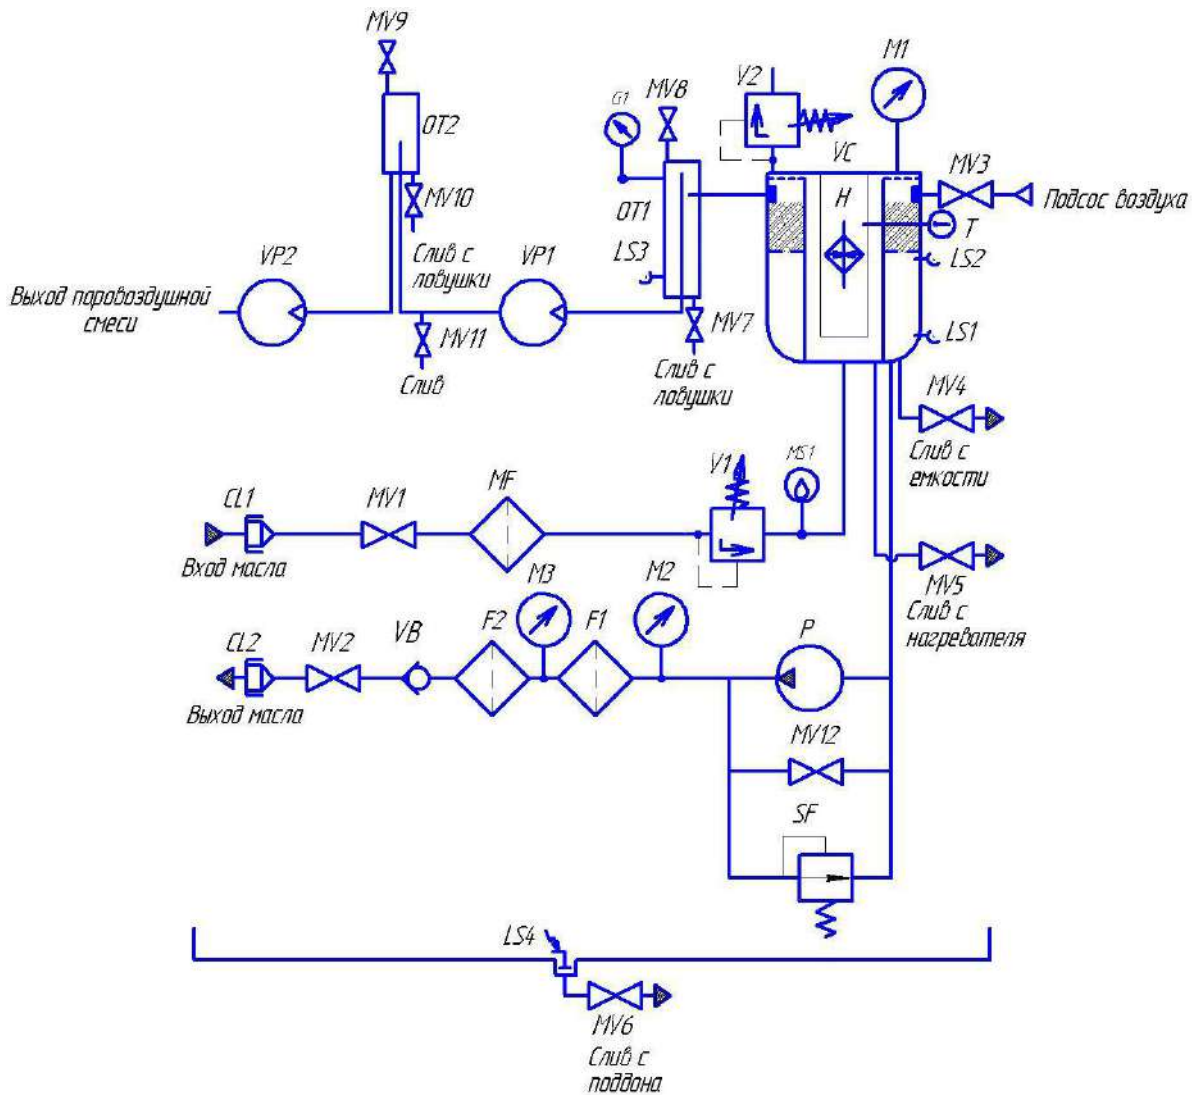 MV9
M1
V2
MV8
G1
OT2
VC
MV3
MV10
OT1
H
Подсос воздуха
T
Слив с
ловушки
LS3
LS2
VP2
VP1
Выход паровоздушной
смеси
MV11
MV7
LS1
Слив
Слив с
ловушки
MV4
Слив с
емкости
V1
MS1
CL1
MV1
MF
Вход масла
M3
M2
MV5
Слив с
нагревателя
CL2
MV2
VB
F2
F1
P
Выход масла
MV12
SF
LS4
MV6
Слив с
поддона